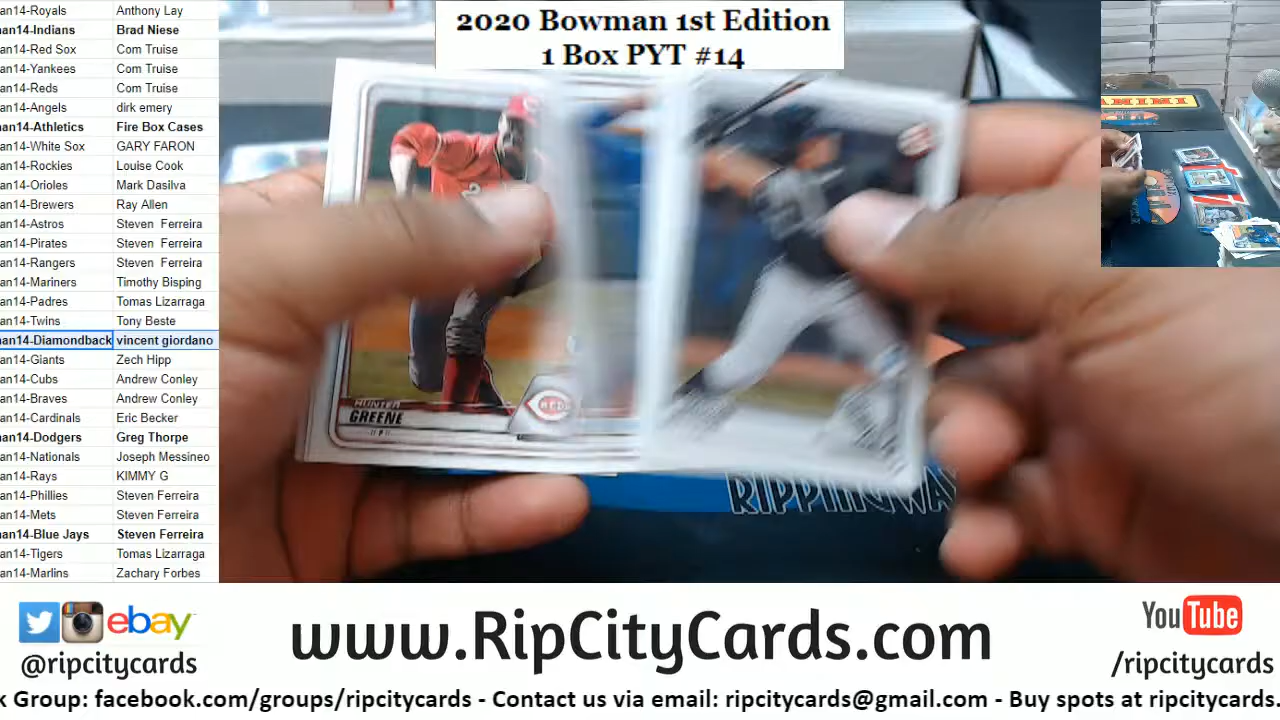 2020 Bowman 1st Edition
1 Box PYT #14
an14-Royals Anthony Lay
an14-Indians Brad Niese
an14-Red Sox Com Truise
an14-Yankees Com Truise
an14-Reds Com Truise
an14-Angels dirk emery
an14-Athletics Fire Box Cases
an14-White Sox GARY FARON
an14-Rockies Louise Cook
an14-Orioles Mark Dasilva
an14-Brewers Ray Allen
an14-Astros Steven Ferreira
an14-Pirates Steven Ferreira
an14-Rangers Steven Ferreira
an14-Mariners Timothy Bisping
an14-Padres Tomas Lizarraga
an14-Twins Tony Beste
nan14-Diamondback vincent giordano
an14-Giants Zech Hipp
an14-Cubs Andrew Conley
an14-Braves Andrew Conley
an14-Cardinals Eric Becker
an14-Dodgers Greg Thorpe
an14-Nationals Joseph Messineo
an14-Rays KIMMY G
an14-Phillies Steven Ferreira
an14-Mets Steven Ferreira
an14-Blue Jays Steven Ferreira
an14-Tigers Tomas Lizarraga
an14-Marlins Zachary Forbes
HUNTER
GREENE
REDS
PANINI
ebay
@ripcitycards
www.RipCityCards.com
YouTube
/ripcitycards
k Group: facebook.com/groups/ripcitycards - Contact us via email: ripcitycards@gmail.com - Buy spots at ripcitycards.